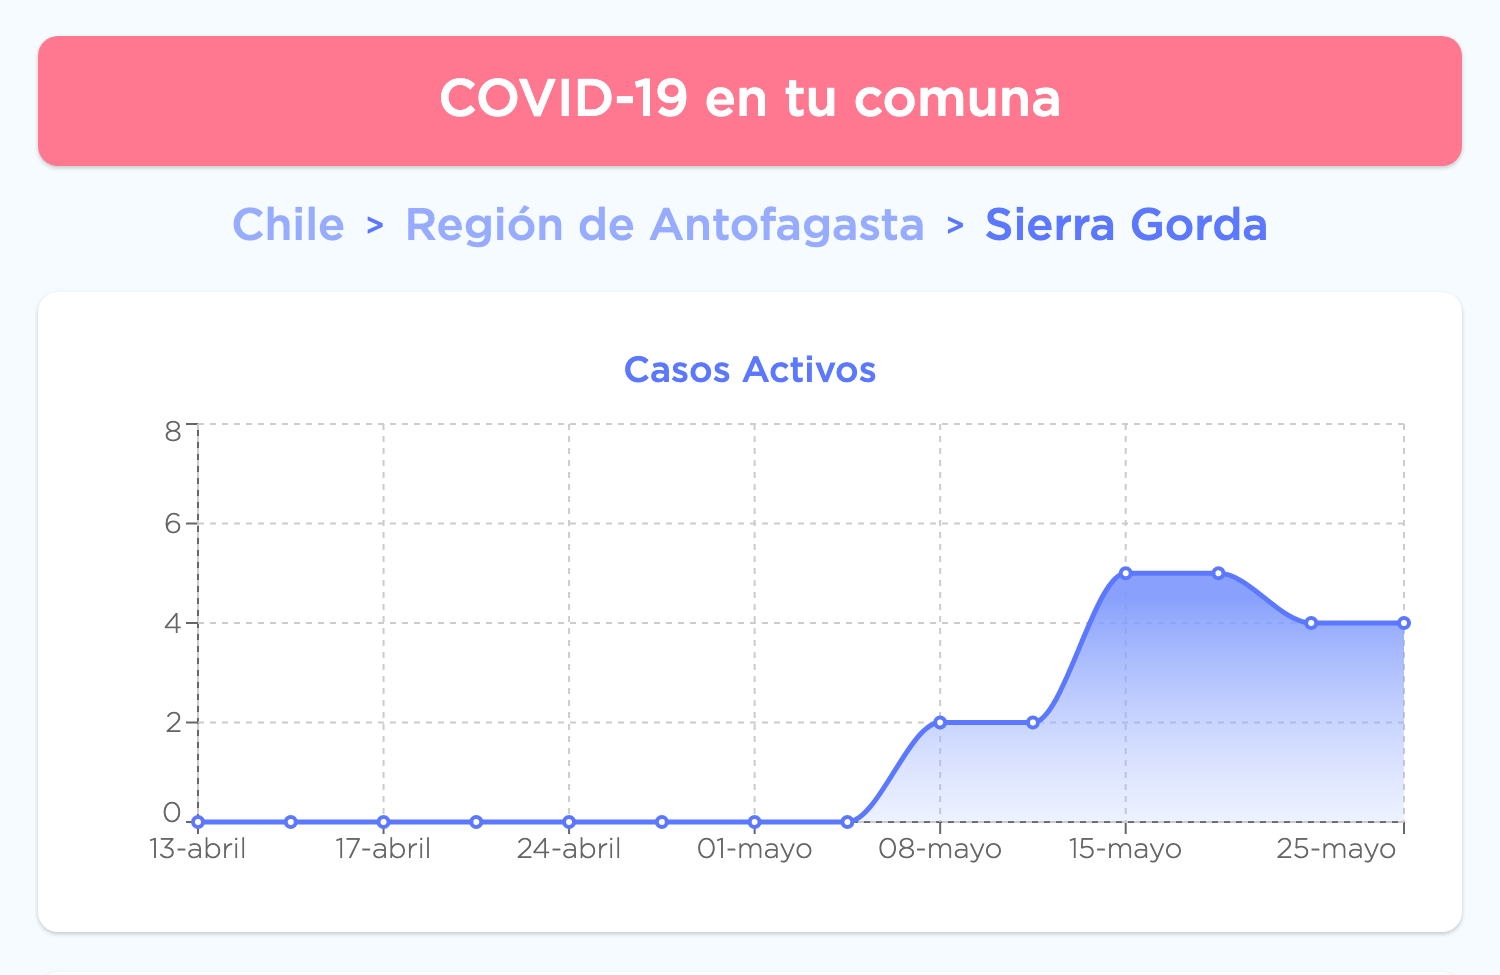 COVID-19 en tu comuna
Chile > Región de Antofagasta > Sierra Gorda
Casos Activos
8
6
4
2
0
13-abril 17-abril 24-abril 01-mayo 08-mayo 15-mayo 25-mayo